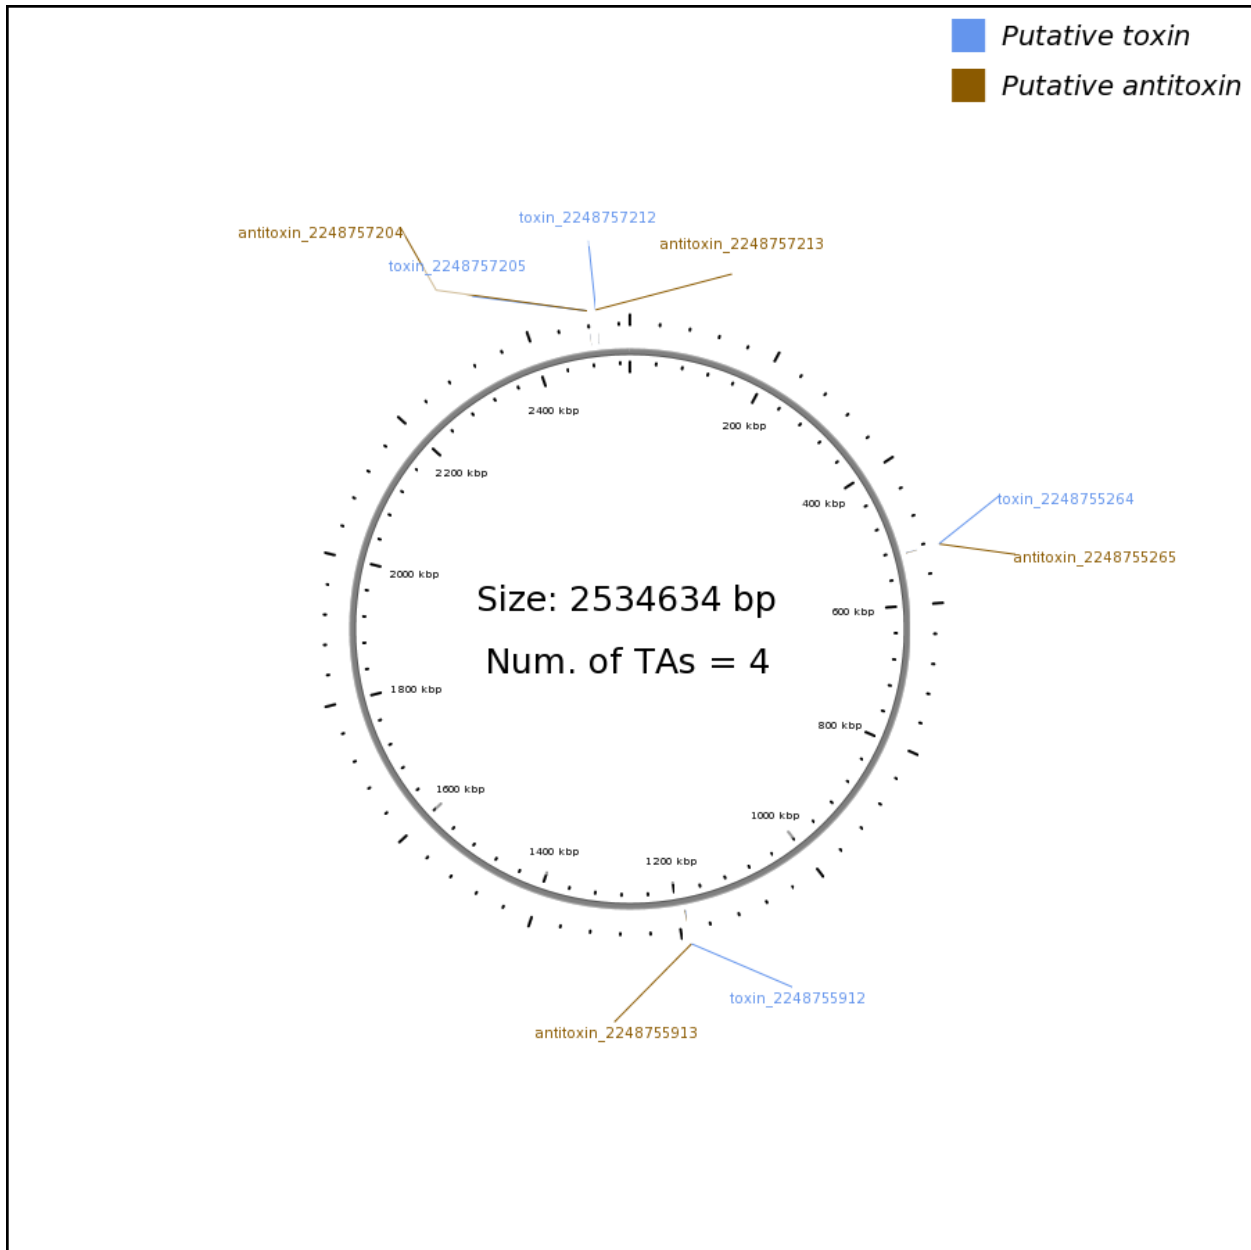 Putative toxin
Putative antitoxin
toxin_2248757212
antitoxin_2248757204
antitoxin_2248757213
toxin_2248757205
2400 kbp
200 kbp
2200 kbp
toxin_2248755264
400 kbp
antitoxin_2248755265
2000 kbp
Size: 2534634 bp
600 kbp
Num. of TAs = 4
1800 kbp
800 kbp
1600 kbp
1000 kbp
1400 kbp
1200 kbp
toxin_2248755912
antitoxin_2248755913